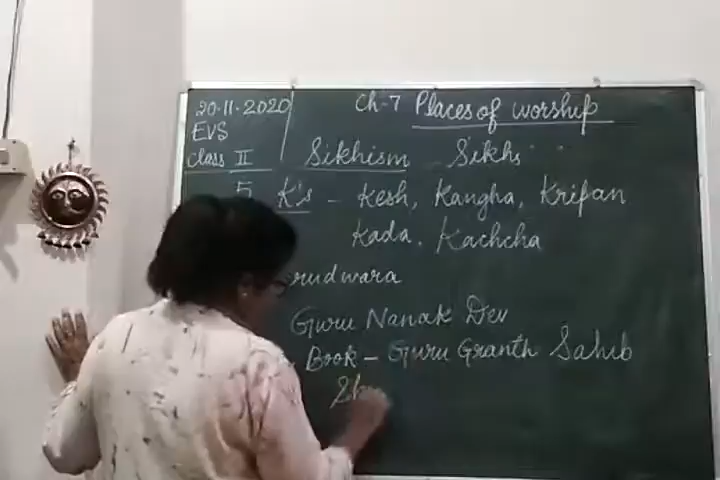 20-11-2020 Ch-7 Places of worship
EVS
Class II Sikhism - Sikhs
5 K's - Kesh, Kangha, Kripan
Kada, Kachcha
rudwara
Guru Nanak Dev
Book - Guru Granth Sahib